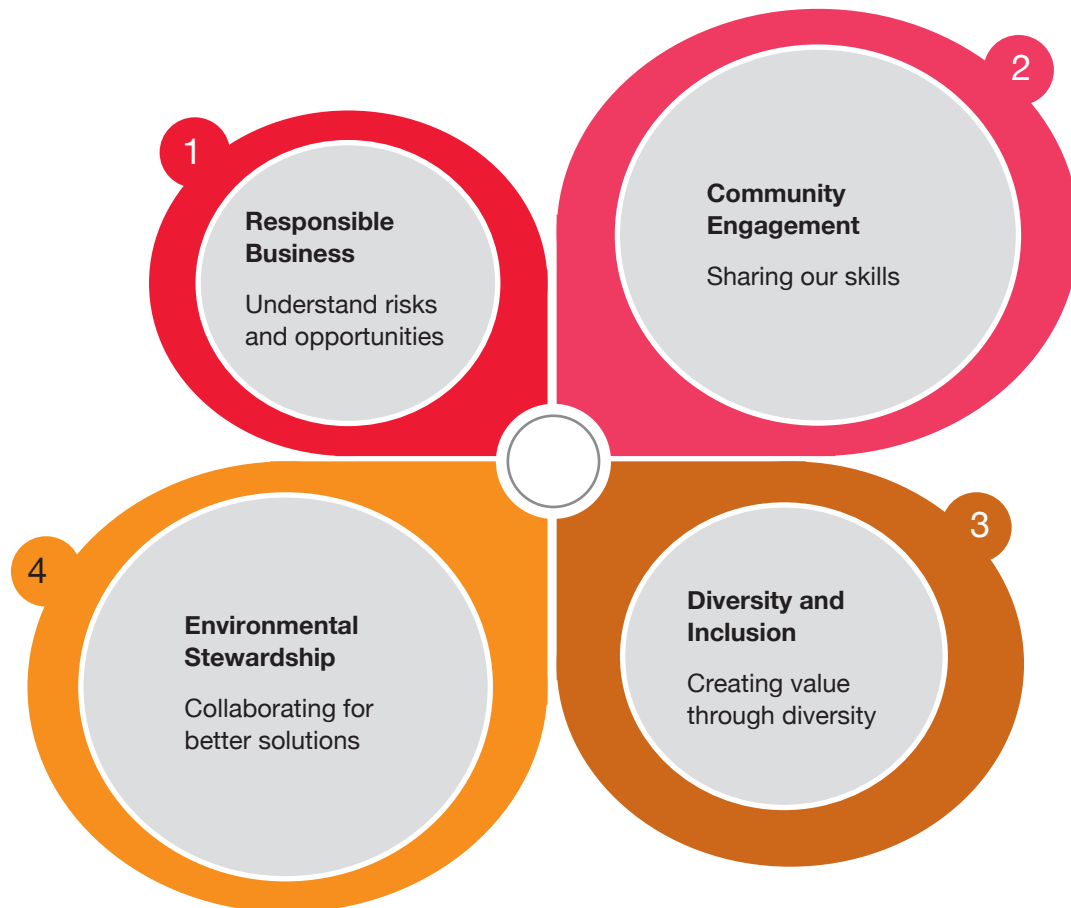 1
Responsible
Business
Understand risks
and opportunities
2
Community
Engagement
Sharing our skills
3
Diversity and
Inclusion
Creating value
through diversity
4
Environmental
Stewardship
Collaborating for
better solutions